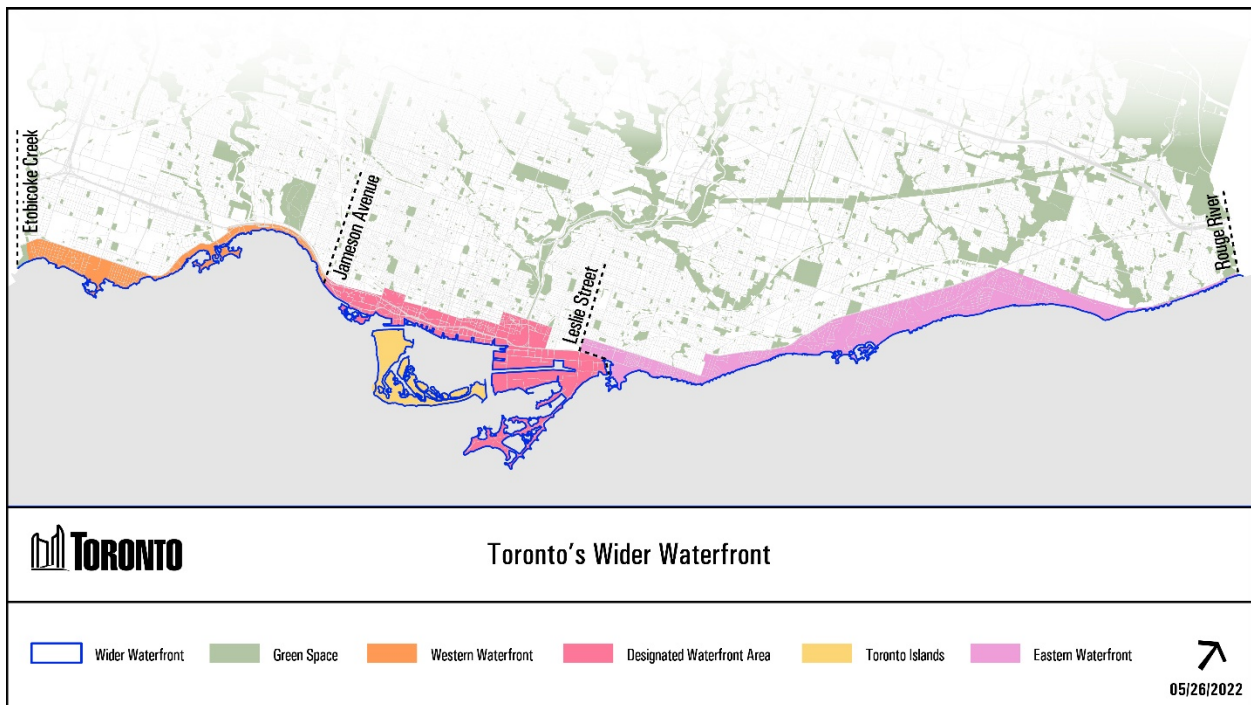 Etobicoke Creek
Jameson Avenue
Leslie Street
Rouge River
TORONTO
Toronto's Wider Waterfront
Wider Waterfront
Green Space
Western Waterfront
Designated Waterfront Area
Toronto Islands
Eastern Waterfront
05/26/2022